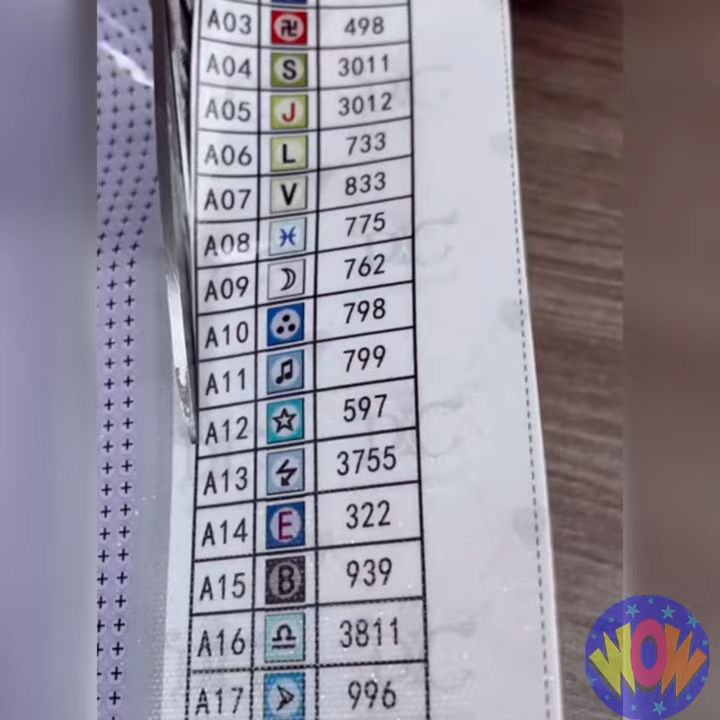 A03 卍 498
A04 S 3011
A05 J 3012
A06 L 733
A07 V 833
A08 ♓ 775
A09 ☽ 762
A10 798
A11 ♫ 799
A12 ☆ 597
A13 3755
A14 E 322
A15 B 939
A16 ♎ 3811
A17 996
WOW